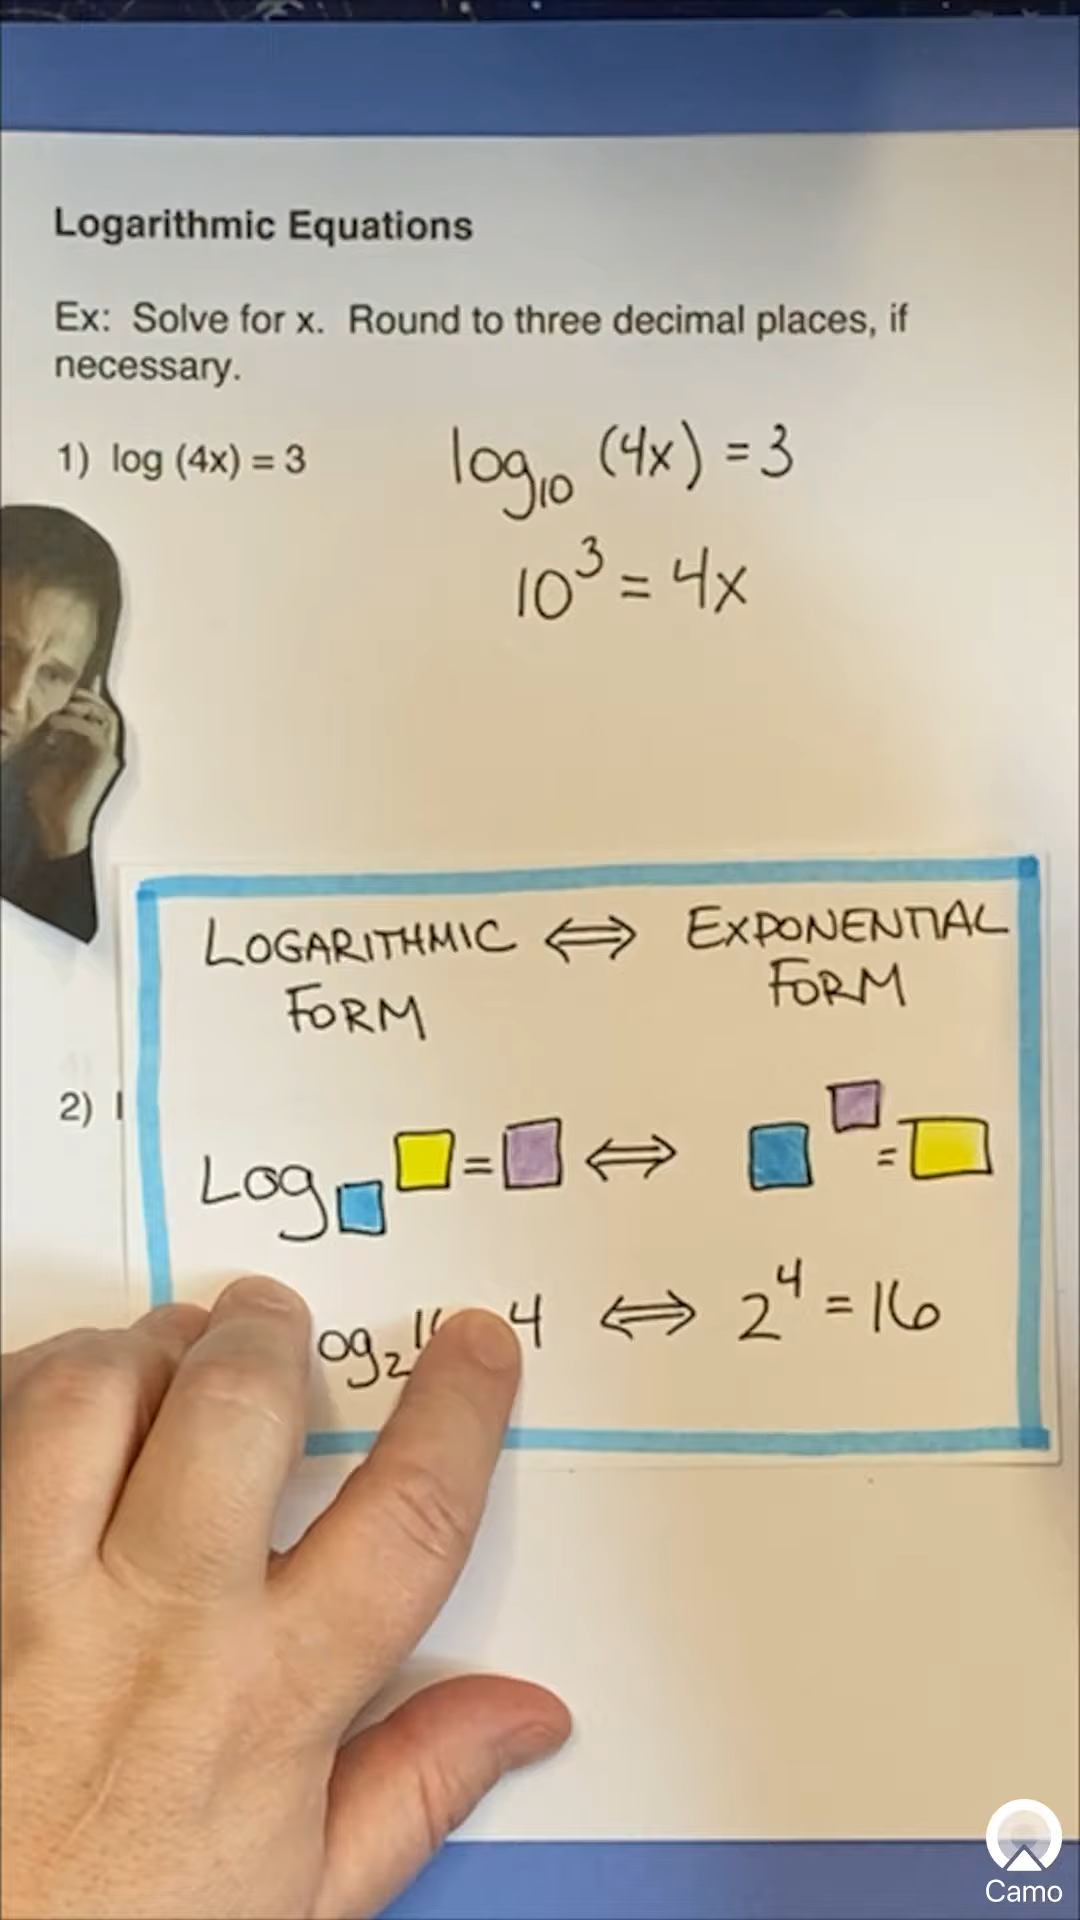 Logarithmic Equations
Ex: Solve for x. Round to three decimal places, if
necessary.
1) log (4x) = 3
log₁₀ (4x) = 3
10³ = 4x
LOGARITHMIC ⟺ EXPONENTIAL
FORM FORM
2)
Log = ⟺ =
og₂ 4 ⟺ 2⁴ = 16
Camo